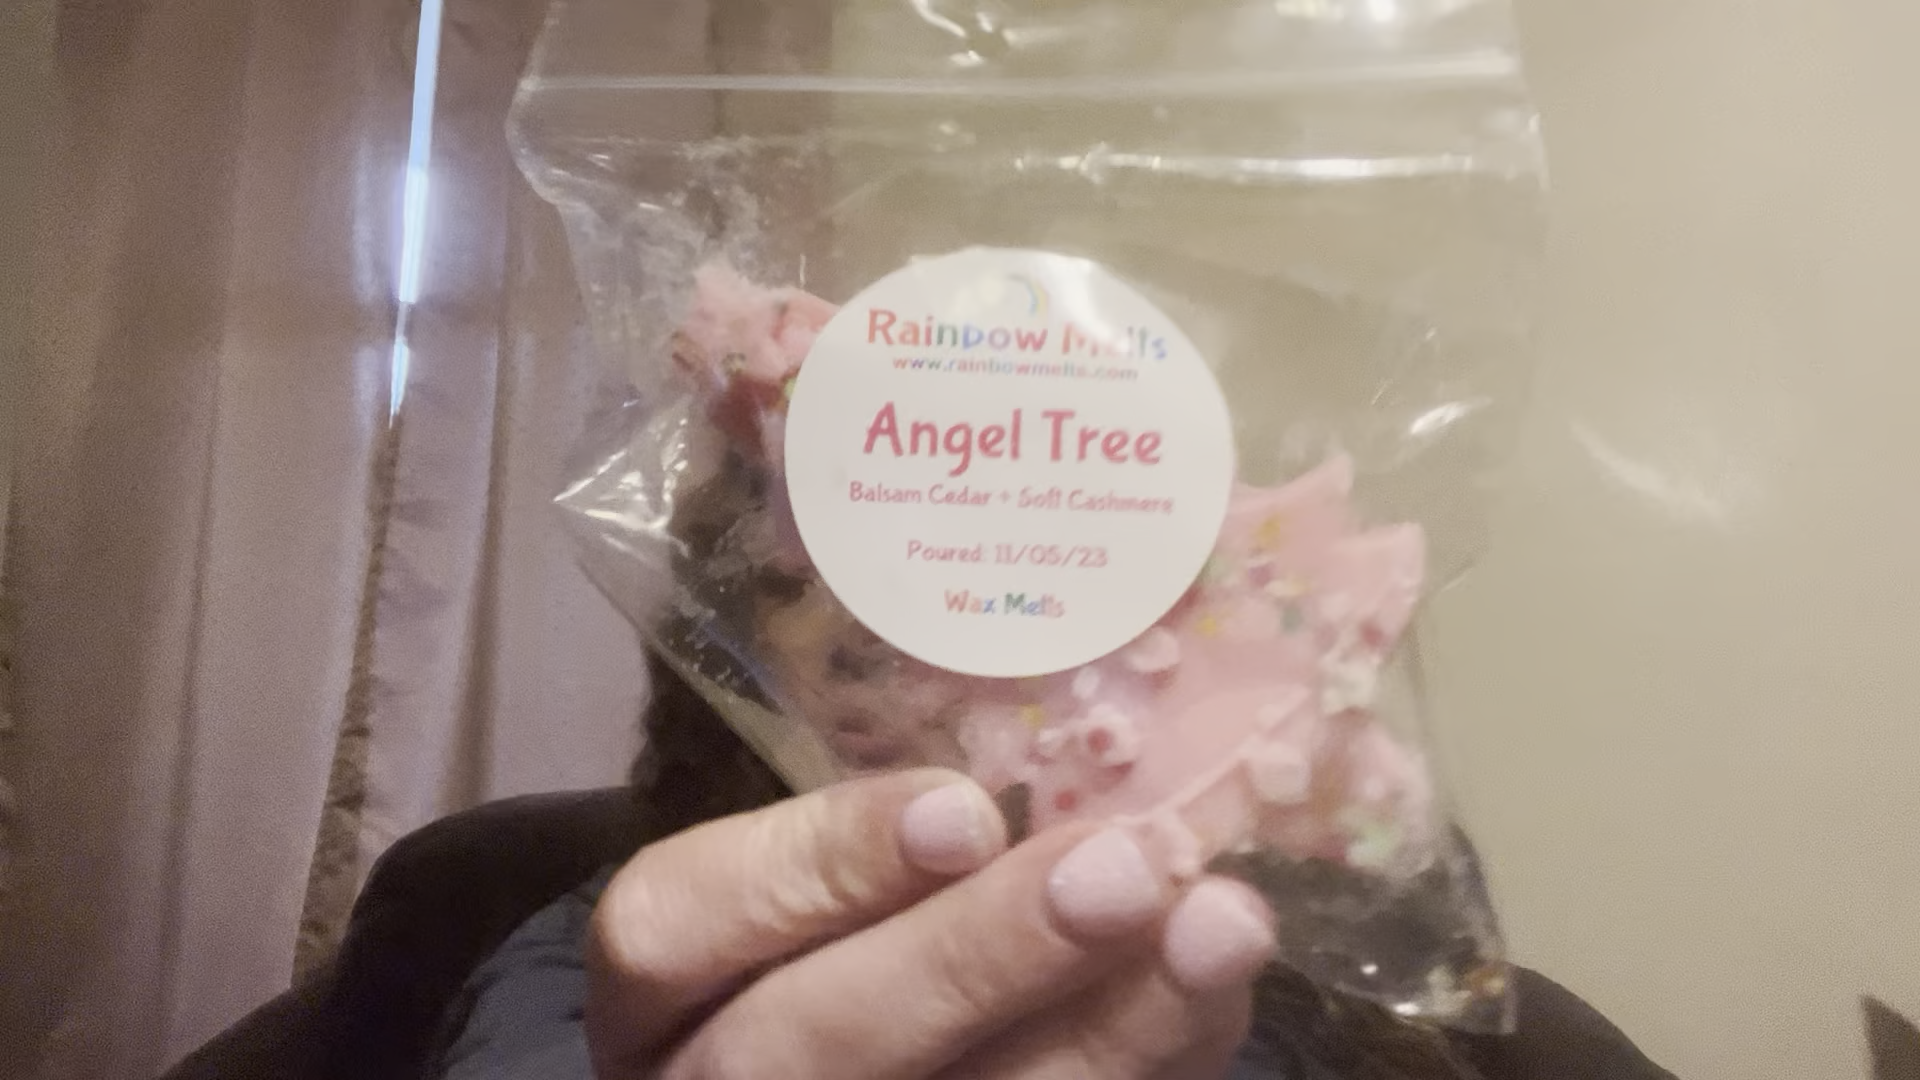 Rainbow Melts
www.rainbowmelts.com
Angel Tree
Balsam Cedar + Soft Cashmere
Poured: 11/05/23
Wax Melts